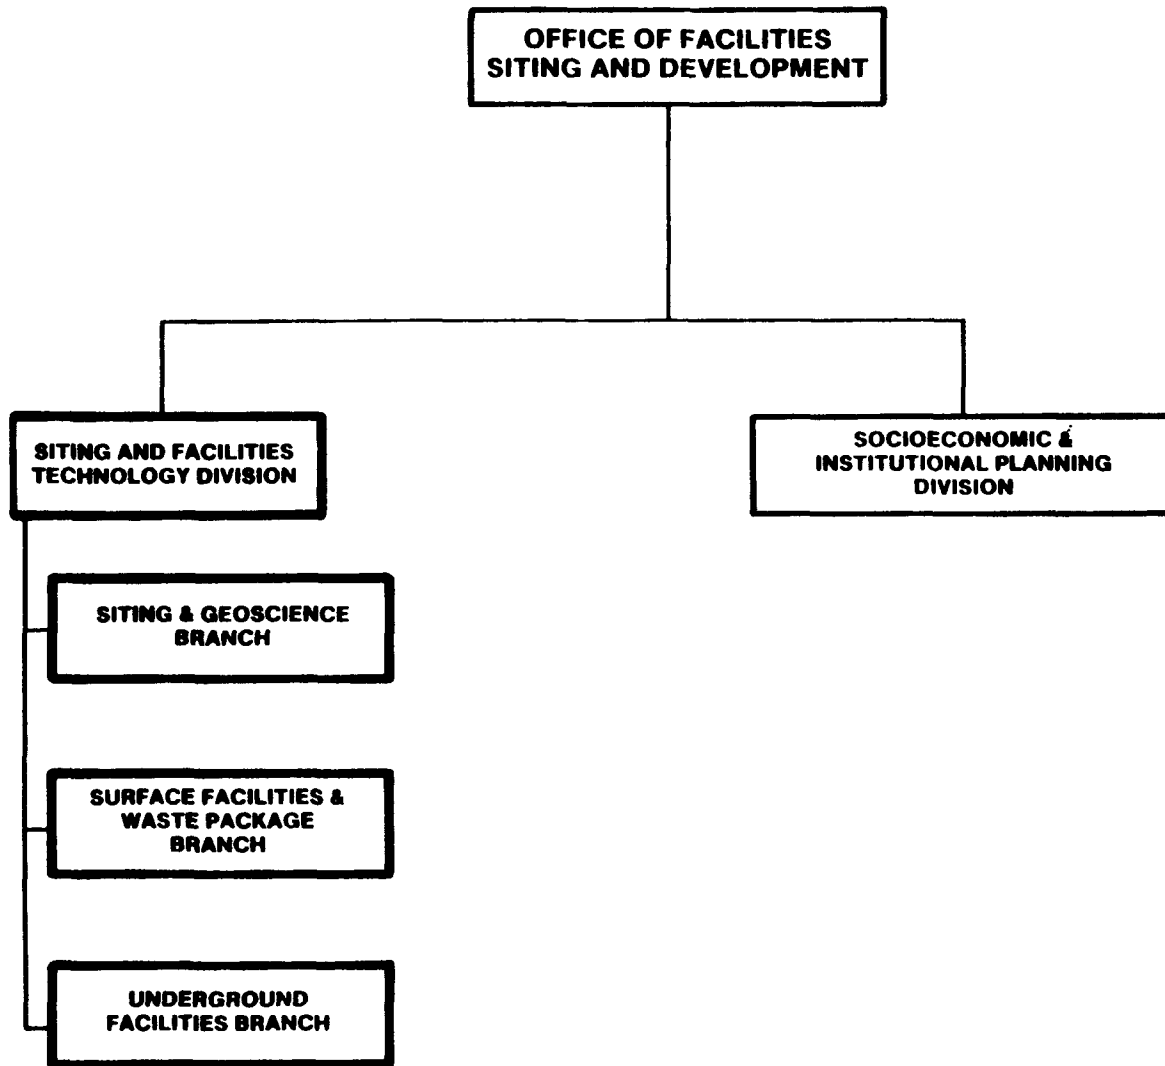 OFFICE OF FACILITIES
SITING AND DEVELOPMENT
SITING AND FACILITIES
TECHNOLOGY DIVISION
SOCIOECONOMIC &
INSTITUTIONAL PLANNING
DIVISION
SITING & GEOSCIENCE
BRANCH
SURFACE FACILITIES &
WASTE PACKAGE
BRANCH
UNDERGROUND
FACILITIES BRANCH